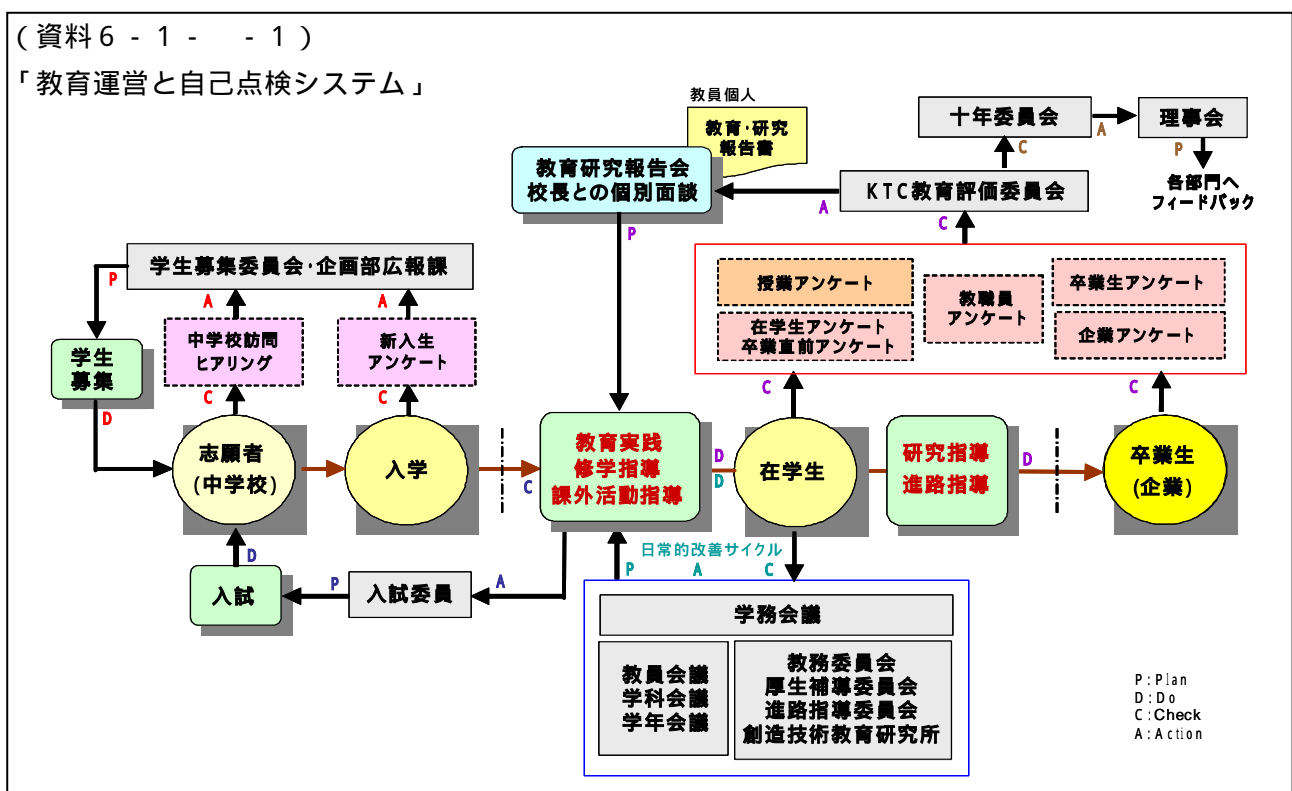 (資料6-1- -1)
「教育運営と自己点検システム」
教員個人
教育・研究
報告書
十年委員会
A
理事会
C
P
各部門へ
フィードバック
教育研究報告会
校長との個別面談
A
KTC教育評価委員会
P
C
学生募集委員会・企画部広報課
P
A
A
授業アンケート
在学生アンケート
卒業直前アンケート
教職員
アンケート
卒業生アンケート
企業アンケート
中学校訪問
ヒアリング
新入生
アンケート
学生
募集
D
C
C
C
C
志願者
(中学校)
入学
C
教育実践
修学指導
課外活動指導
D
D
在学生
研究指導
進路指導
D
卒業生
(企業)
D
入試
P
入試委員
A
日常的改善サイクル
P
A
C
学務会議
教員会議
学科会議
学年会議
教務委員会
厚生補導委員会
進路指導委員会
創造技術教育研究所
P:Plan
D:Do
C:Check
A:Action